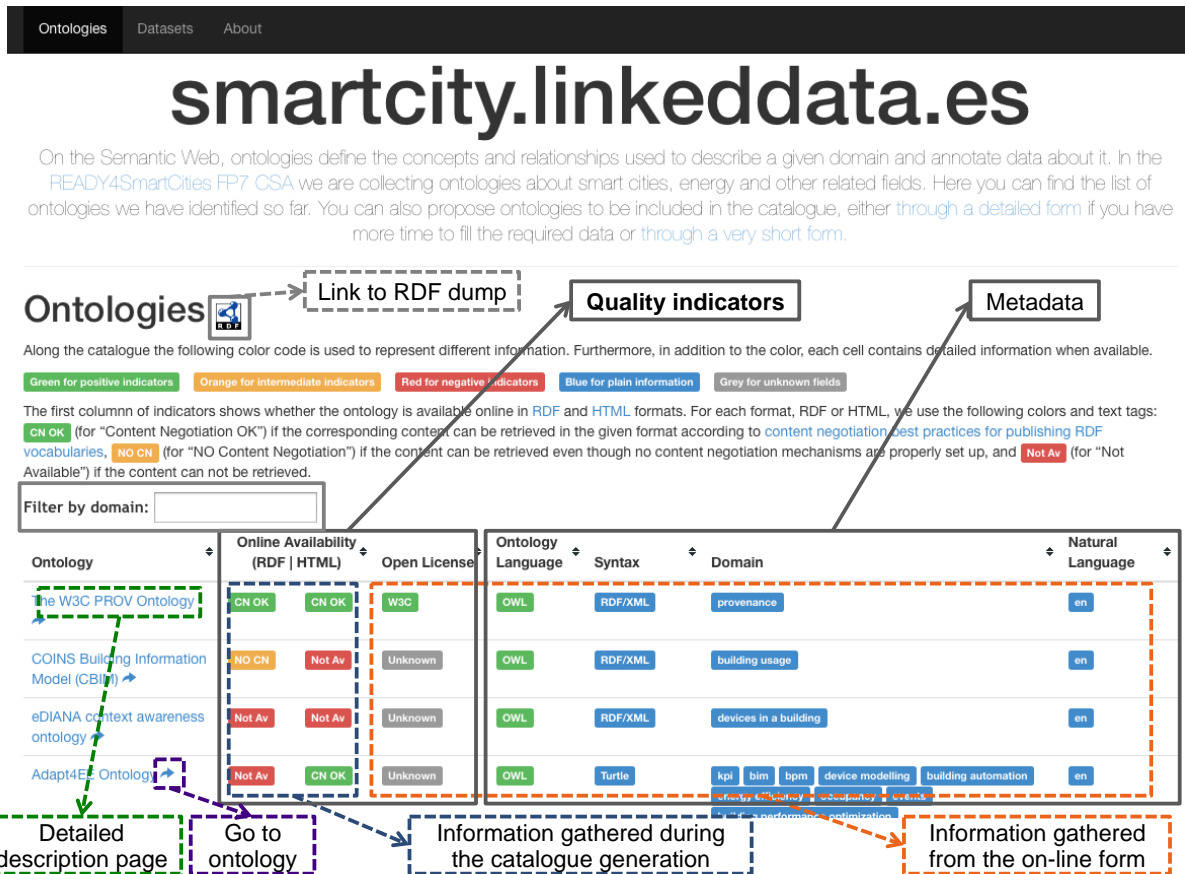 Ontologies Datasets About
smartcity.linkeddata.es
On the Semantic Web, ontologies define the concepts and relationships used to describe a given domain and annotate data about it. In the
READY4SmartCities FP7 CSA we are collecting ontologies about smart cities, energy and other related fields. Here you can find the list of
ontologies we have identified so far. You can also propose ontologies to be included in the catalogue, either through a detailed form if you have
more time to fill the required data or through a very short form.
Link to RDF dump
Quality indicators
Metadata
Ontologies
RDF
Along the catalogue the following color code is used to represent different information. Furthermore, in addition to the color, each cell contains detailed information when available.
Green for positive indicators Orange for intermediate indicators Red for negative indicators Blue for plain information Grey for unknown fields
The first columnn of indicators shows whether the ontology is available online in RDF and HTML formats. For each format, RDF or HTML, we use the following colors and text tags:
CN OK (for “Content Negotiation OK”) if the corresponding content can be retrieved in the given format according to content negotiation best practices for publishing RDF
vocabularies, NO CN (for “NO Content Negotiation”) if the content can be retrieved even though no content negotiation mechanisms are properly set up, and Not Av (for “Not
Available”) if the content can not be retrieved.
Filter by domain:
Online Availability Ontology Natural
Ontology (RDF | HTML) Open License Language Syntax Domain Language
The W3C PROV Ontology CN OK CN OK W3C OWL RDF/XML provenance en
COINS Building Information NO CN Not Av Unknown OWL RDF/XML building usage en
Model (CBIM)
eDIANA context awareness Not Av Not Av Unknown OWL RDF/XML devices in a building en
ontology
Adapt4EE Ontology Not Av CN OK Unknown OWL Turtle kpi bim bpm device modelling building automation en
energy efficiency occupancy events
building performance optimization
Detailed Go to Information gathered during Information gathered
description page ontology the catalogue generation from the on-line form